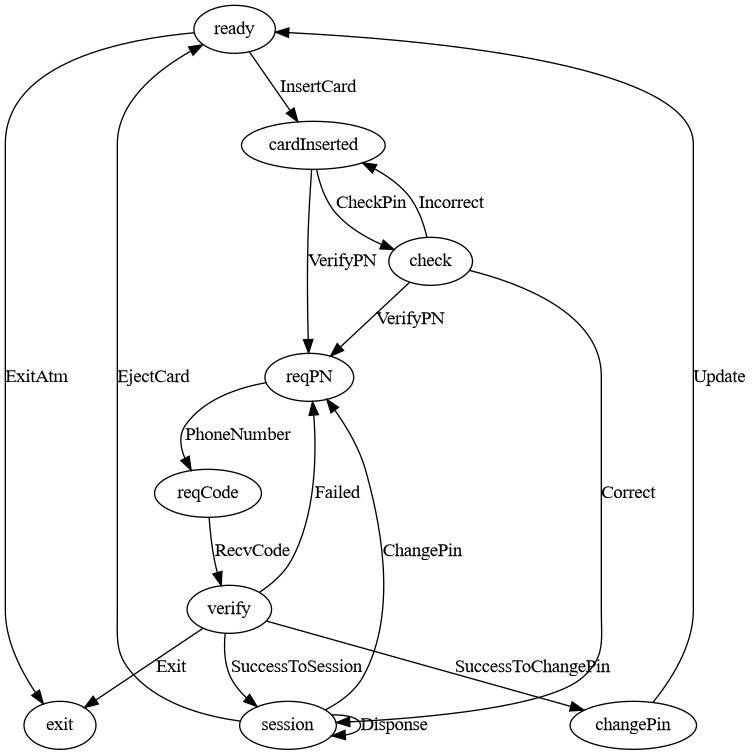 ready
InsertCard
cardInserted
CheckPin
Incorrect
VerifyPN
check
VerifyPN
ExitAtm
EjectCard
reqPN
Update
PhoneNumber
reqCode
Failed
Correct
RecvCode
ChangePin
verify
Exit
SuccessToSession
SuccessToChangePin
exit
session
Disponse
changePin